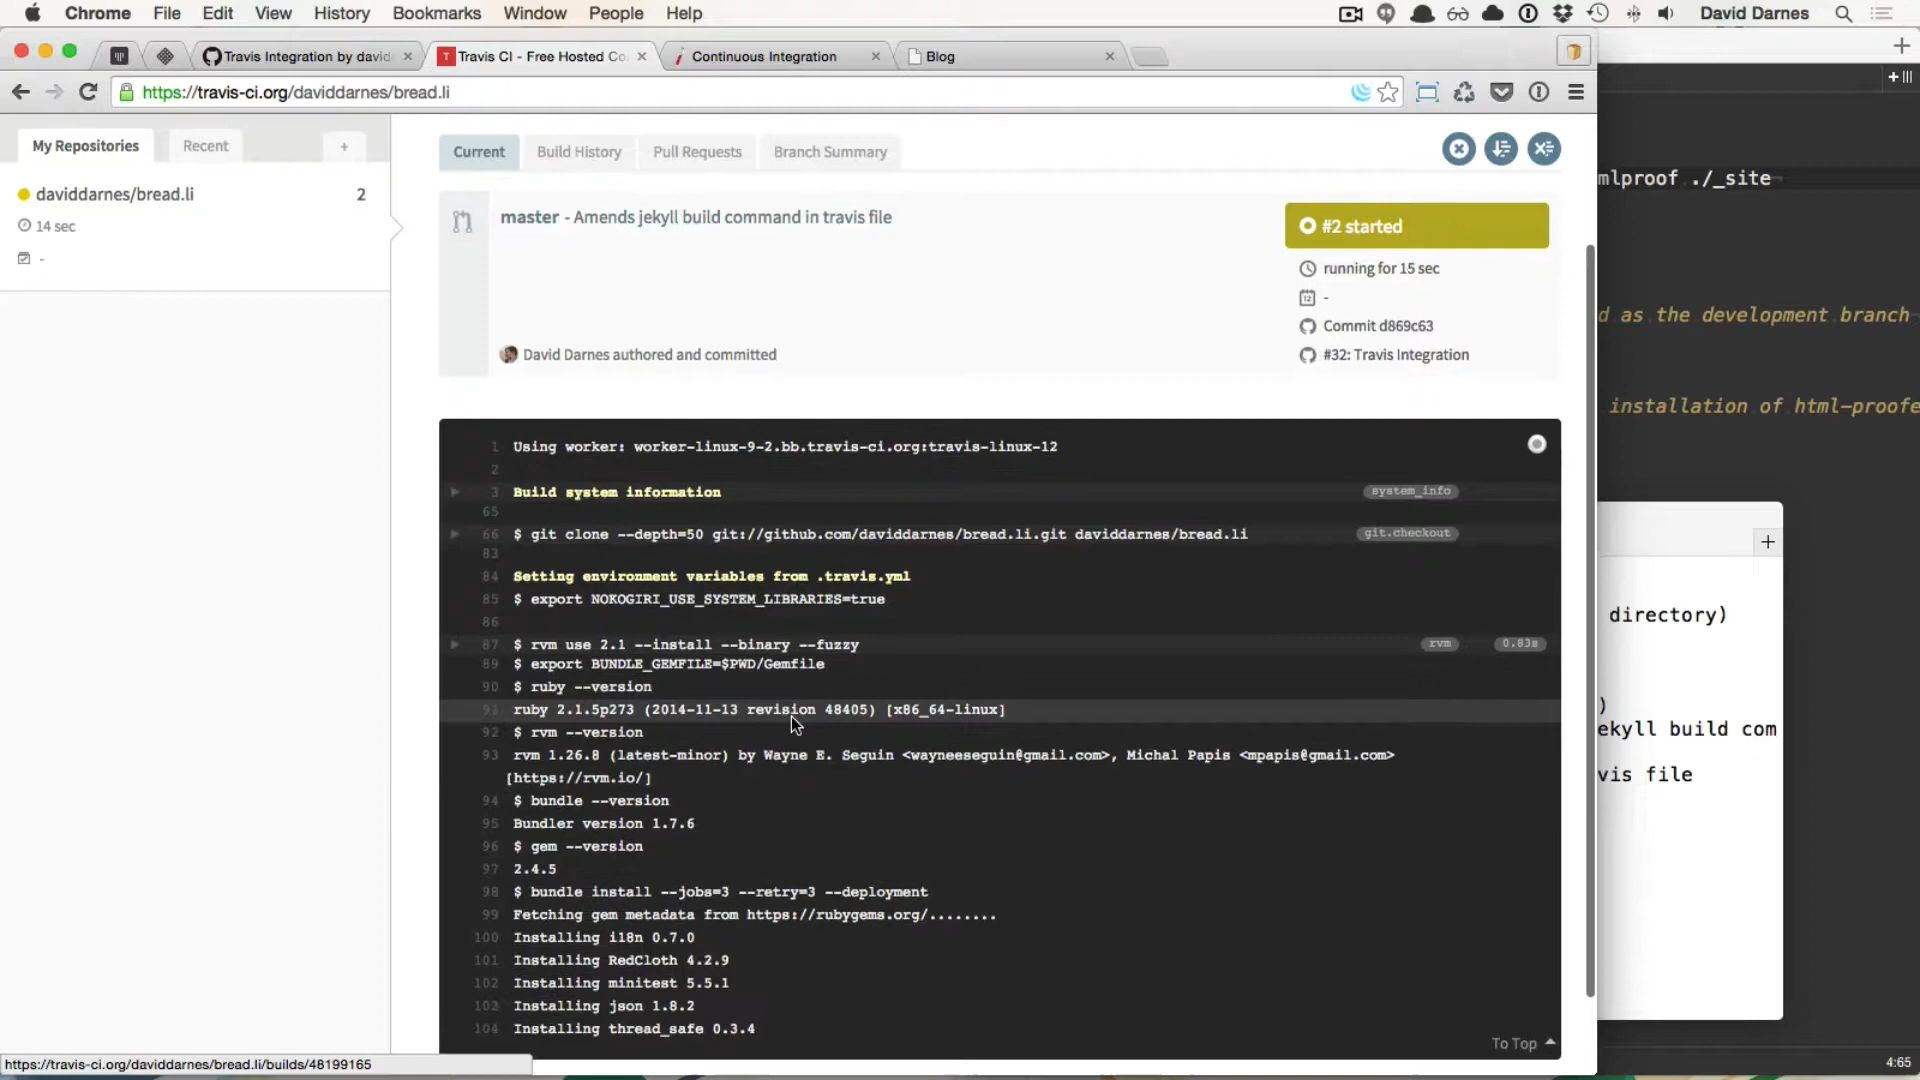 Chrome File Edit View History Bookmarks Window People Help David Darnes
Travis Integration by david
Travis CI - Free Hosted Co
Continuous Integration
Blog
https://travis-ci.org/daviddarnes/bread.li
My Repositories
Recent
+
daviddarnes/bread.li 2
14 sec
-
Current
Build History
Pull Requests
Branch Summary
master - Amends jekyll build command in travis file
#2 started
running for 15 sec
-
Commit d869c63
David Darnes authored and committed
#32: Travis Integration
1 Using worker: worker-linux-9-2.bb.travis-ci.org:travis-linux-12
2
3 Build system information system_info
65
66 $ git clone --depth=50 git://github.com/daviddarnes/bread.li.git daviddarnes/bread.li git.checkout
83
84 Setting environment variables from .travis.yml
85 $ export NOKOGIRI_USE_SYSTEM_LIBRARIES=true
86
87 $ rvm use 2.1 --install --binary --fuzzy rvm 0.83s
89 $ export BUNDLE_GEMFILE=$PWD/Gemfile
90 $ ruby --version
91 ruby 2.1.5p273 (2014-11-13 revision 48405) [x86_64-linux]
92 $ rvm --version
93 rvm 1.26.8 (latest-minor) by Wayne E. Seguin <wayneeseguin@gmail.com>, Michal Papis <mpapis@gmail.com>
[https://rvm.io/]
94 $ bundle --version
95 Bundler version 1.7.6
96 $ gem --version
97 2.4.5
98 $ bundle install --jobs=3 --retry=3 --deployment
99 Fetching gem metadata from https://rubygems.org/........
100 Installing i18n 0.7.0
101 Installing RedCloth 4.2.9
102 Installing minitest 5.5.1
103 Installing json 1.8.2
104 Installing thread_safe 0.3.4
To Top
https://travis-ci.org/daviddarnes/bread.li/builds/48199165
mlproof ./_site
d as the development branch
installation of html-proofe
directory)
)
ekyll build com
vis file
4:65